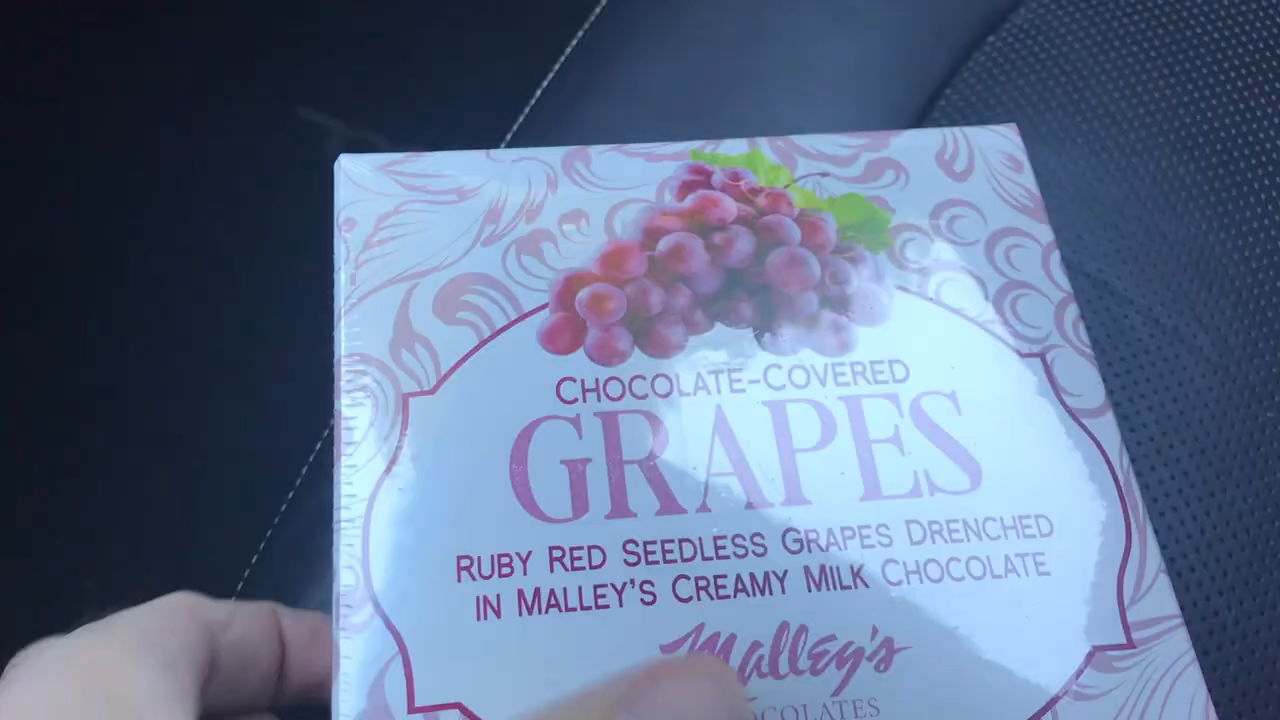 CHOCOLATE-COVERED
GRAPES
RUBY RED SEEDLESS GRAPES DRENCHED
IN MALLEY'S CREAMY MILK CHOCOLATE
Malley's